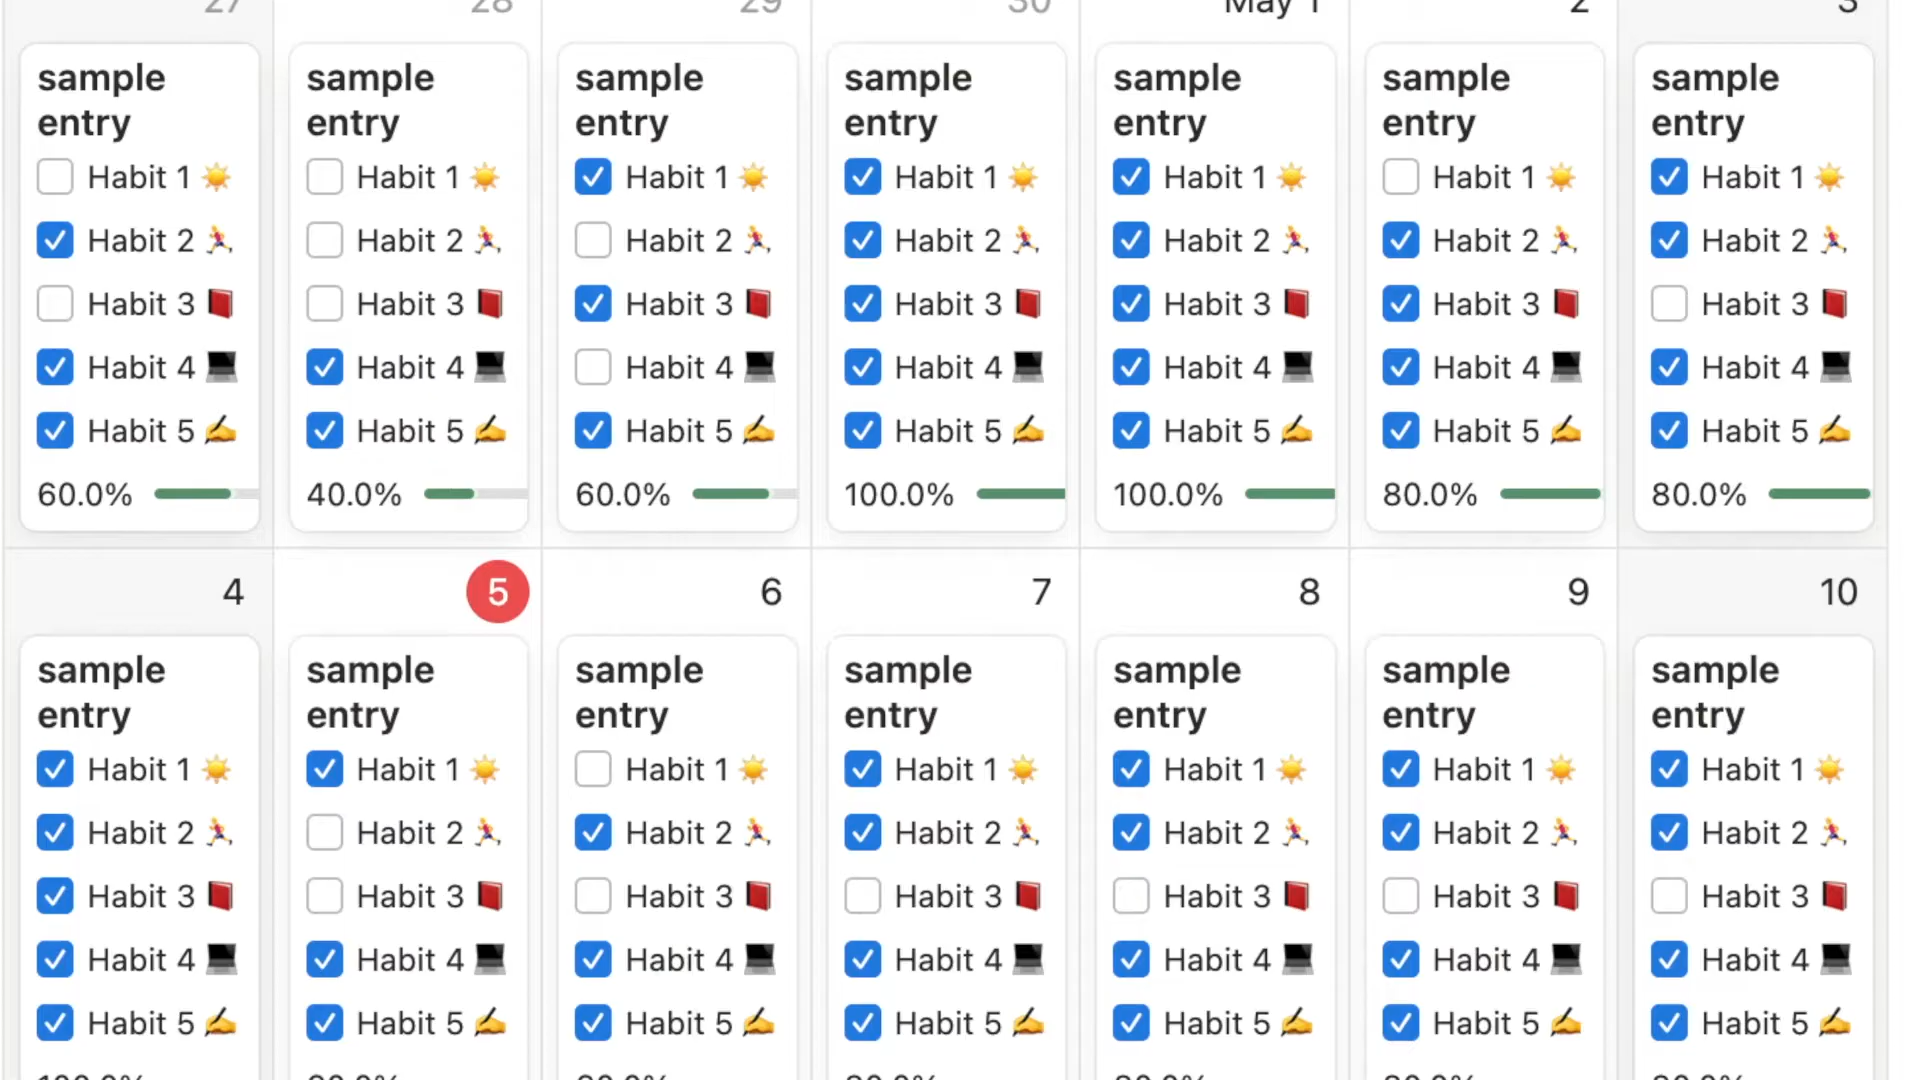 27 28 29 30 May 1 2 3
sample sample sample sample sample sample sample
entry entry entry entry entry entry entry
Habit 1 Habit 1 Habit 1 Habit 1 Habit 1 Habit 1 Habit 1
Habit 2 Habit 2 Habit 2 Habit 2 Habit 2 Habit 2 Habit 2
Habit 3 Habit 3 Habit 3 Habit 3 Habit 3 Habit 3 Habit 3
Habit 4 Habit 4 Habit 4 Habit 4 Habit 4 Habit 4 Habit 4
Habit 5 Habit 5 Habit 5 Habit 5 Habit 5 Habit 5 Habit 5
60.0% 40.0% 60.0% 100.0% 100.0% 80.0% 80.0%
4 5 6 7 8 9 10
sample sample sample sample sample sample sample
entry entry entry entry entry entry entry
Habit 1 Habit 1 Habit 1 Habit 1 Habit 1 Habit 1 Habit 1
Habit 2 Habit 2 Habit 2 Habit 2 Habit 2 Habit 2 Habit 2
Habit 3 Habit 3 Habit 3 Habit 3 Habit 3 Habit 3 Habit 3
Habit 4 Habit 4 Habit 4 Habit 4 Habit 4 Habit 4 Habit 4
Habit 5 Habit 5 Habit 5 Habit 5 Habit 5 Habit 5 Habit 5